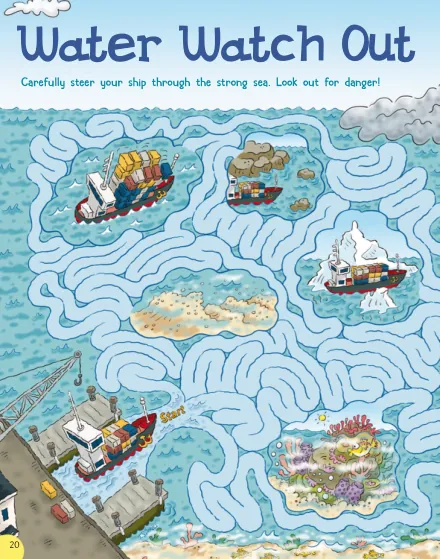 Water Watch Out
Carefully steer your ship through the strong sea. Look out for danger!
Start
20